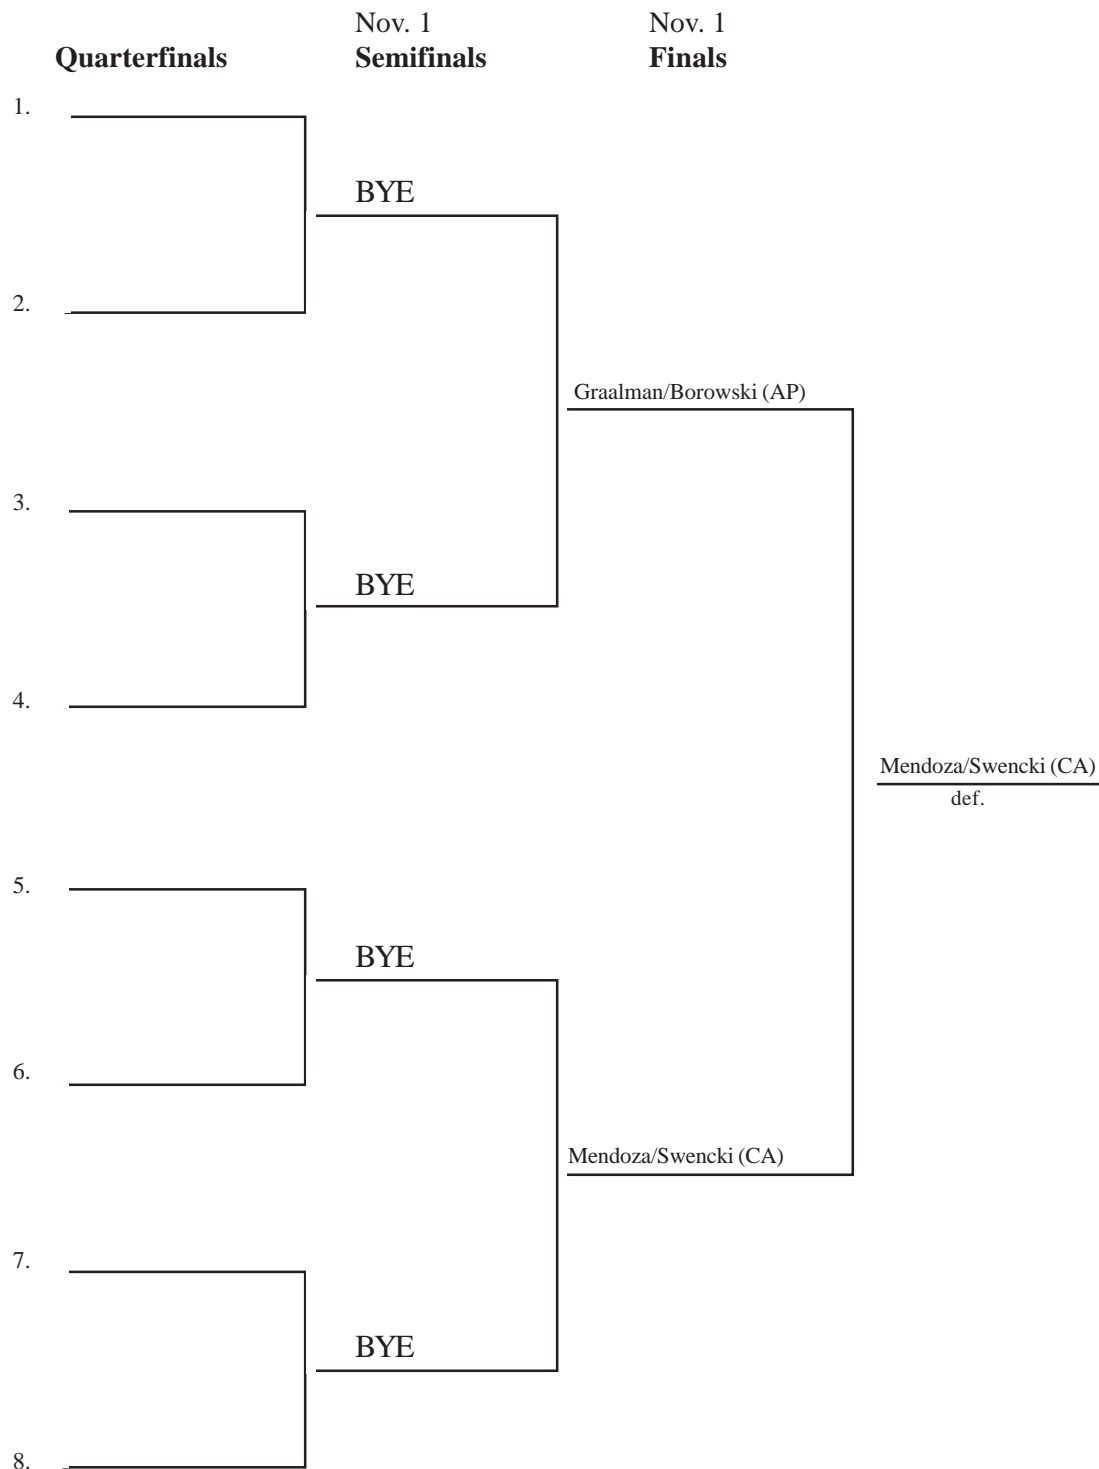 Nov. 1
Nov. 1
Quarterfinals
Semifinals
Finals
1.
BYE
2.
Graalman/Borowski (AP)
3.
BYE
4.
Mendoza/Swencki (CA)
def.
5.
BYE
6.
Mendoza/Swencki (CA)
7.
BYE
8.